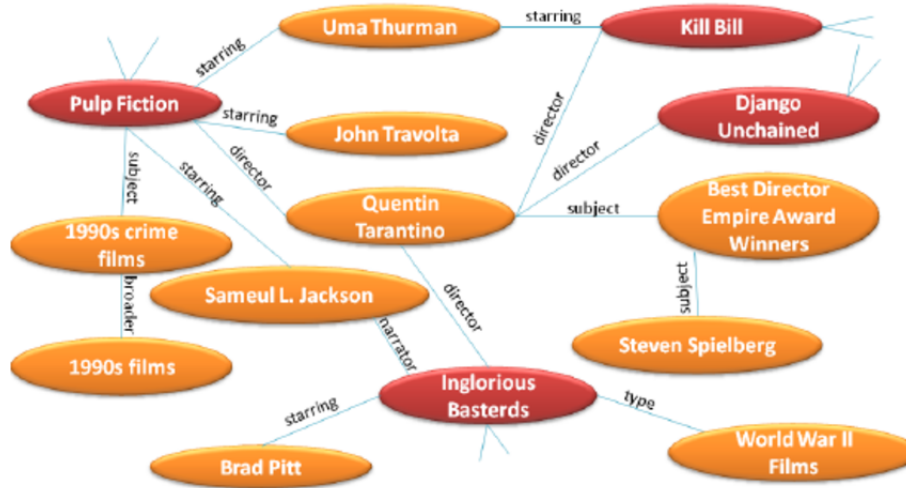 Uma Thurman
starring
Kill Bill
starring
Pulp Fiction
starring
John Travolta
director
Django
Unchained
director
subject
starring
director
Quentin
Tarantino
subject
Best Director
Empire Award
Winners
1990s crime
films
Sameul L. Jackson
director
subject
broader
narrator
Steven Spielberg
1990s films
Inglorious
Basterds
starring
type
Brad Pitt
World War II
Films